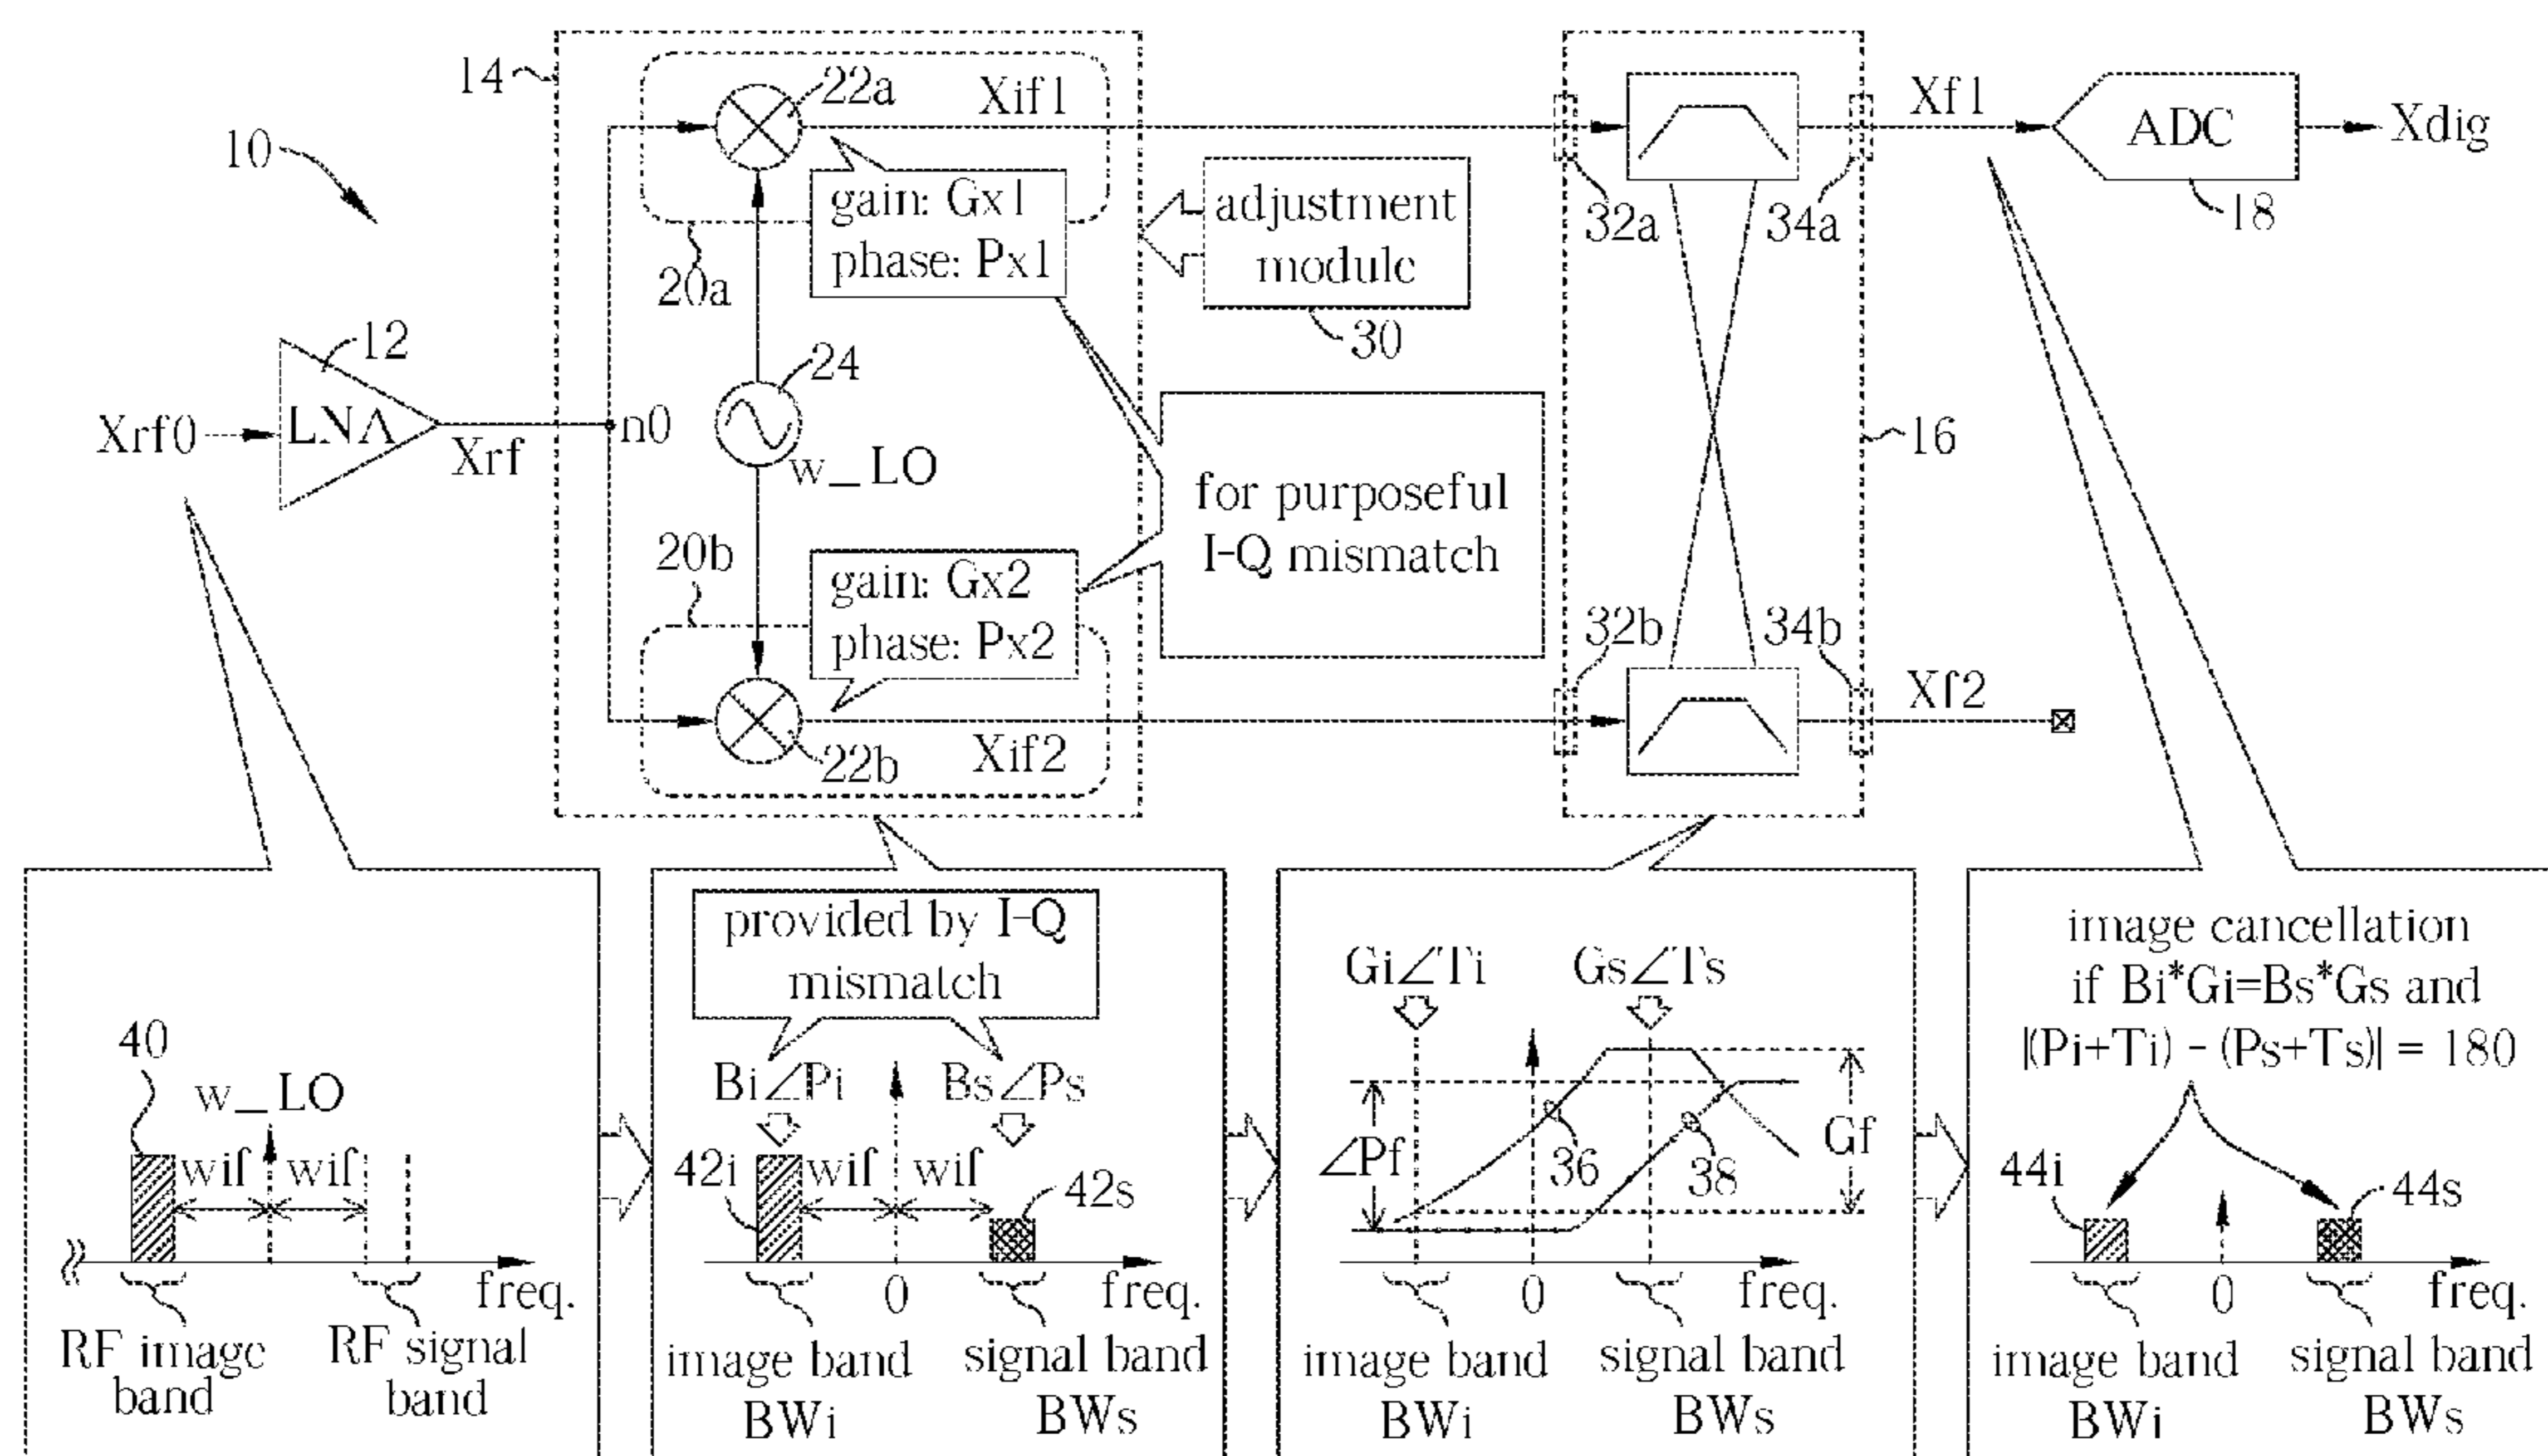 14
22a
Xif1
10
gain: Gx1
phase: Px1
20a
adjustment
module
30
32a
34a
Xf1
ADC
18
Xdig
12
LNA
Xrf0
Xrf
n0
24
w_LO
for purposeful
I-Q mismatch
16
20b
gain: Gx2
phase: Px2
22b
Xif2
32b
34b
Xf2
40
w_LO
wif
wif
freq.
RF image
band
RF signal
band
provided by I-Q
mismatch
Bi∠Pi
Bs∠Ps
42i
wif
wif
42s
0
freq.
image band
BWi
signal band
BWs
Gi∠Ti
Gs∠Ts
∠Pf
36
38
Gf
0
freq.
image band
BWi
signal band
BWs
image cancellation
if Bi*Gi=Bs*Gs and
|(Pi+Ti) - (Ps+Ts)| = 180
44i
44s
0
freq.
image band
BWi
signal band
BWs